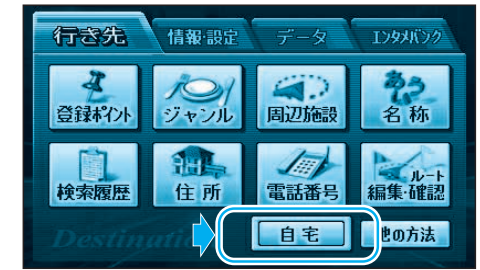 行き先 情報・設定 データ エンタメバンク
登録ポイント ジャンル 周辺施設 あう 名称
検索履歴 住所 電話番号 ルート 編集・確認
Destinati 自宅 他の方法